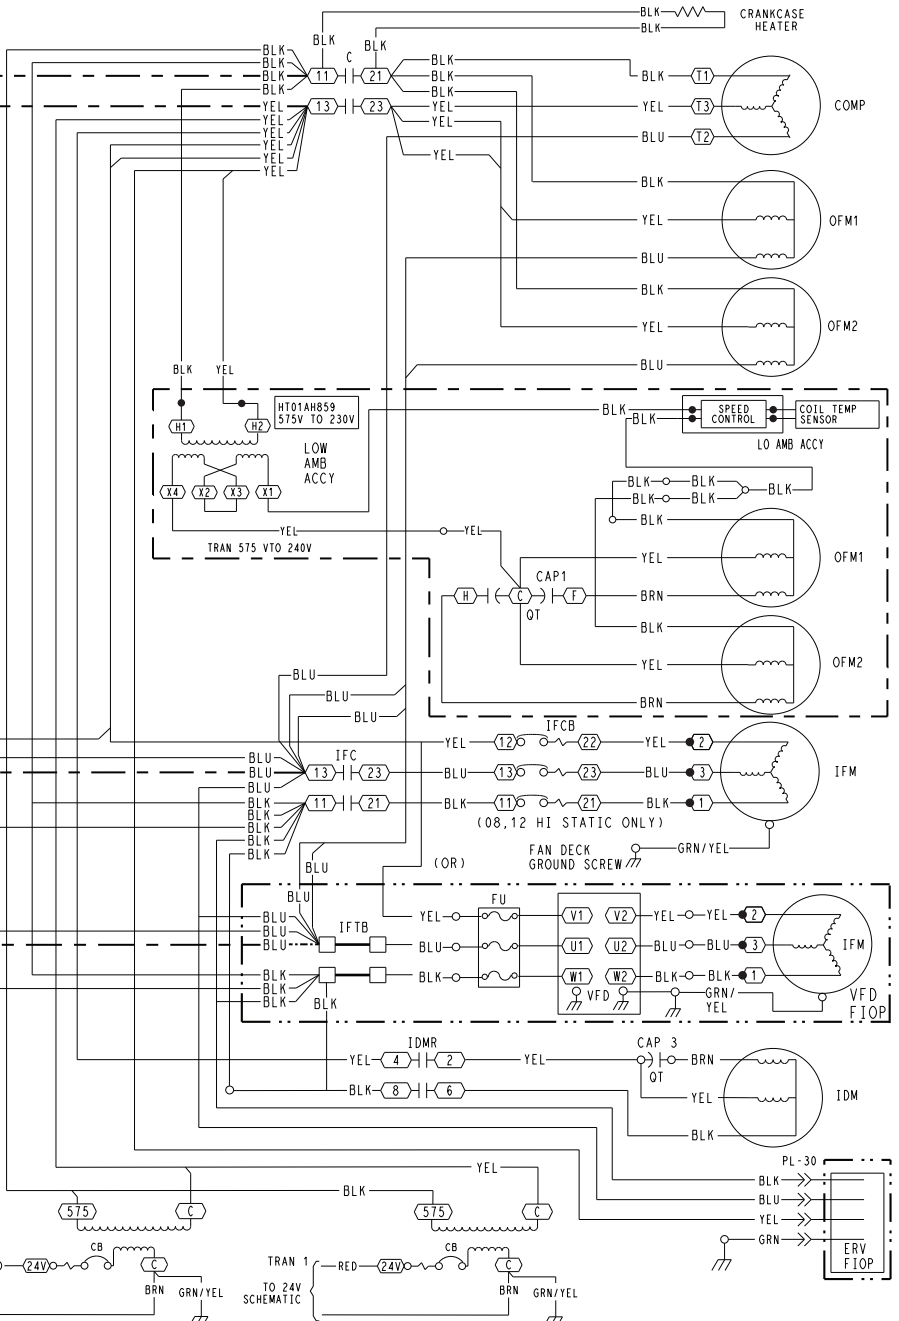 BLK
BLK
CRANKCASE
HEATER
BLK
BLK
C
BLK
BLK
BLK
BLK
YEL
YEL
YEL
YEL
YEL
YEL
11
21
13
23
BLK
BLK
BLK
YEL
YEL
YEL
BLK
T1
YEL
T3
BLU
T2
COMP
BLK
YEL
BLU
OFM1
BLK
YEL
BLU
OFM2
BLK
YEL
H1
H2
HT01AH859
575V TO 230V
LOW
AMB
ACCY
X4
X2
X3
X1
YEL
YEL
TRAN 575 VTO 240V
BLK
BLK
SPEED
CONTROL
COIL TEMP
SENSOR
LO AMB ACCY
BLK
BLK
BLK
BLK
BLK
BLK
YEL
BRN
OFM1
CAP1
H
C
F
QT
BLK
YEL
BRN
OFM2
BLU
BLU
BLU
IFC
BLU
BLU
BLU
BLK
BLK
BLK
BLK
BLK
13
23
11
21
YEL
BLU
BLK
IFCB
12
22
13
23
11
21
YEL
2
BLU
3
BLK
1
IFM
(08,12 HI STATIC ONLY)
FAN DECK
GROUND SCREW
GRN/YEL
(OR)
BLU
BLU
BLU
BLU
BLU
IFTB
BLK
BLK
BLK
BLK
YEL
BLU
BLK
FU
V1
V2
U1
U2
W1
W2
VFD
YEL
YEL
2
BLU
BLU
3
BLK
BLK
1
GRN/
YEL
IFM
VFD
FIOP
IDMR
YEL
4
2
YEL
BLK
8
6
CAP 3
QT
BRN
YEL
BLK
IDM
PL-30
BLK
BLU
YEL
GRN
ERV
FIOP
YEL
BLK
575
C
575
C
24V
CB
C
BRN
GRN/YEL
TRAN 1
TO 24V
SCHEMATIC
RED
24V
CB
C
BRN
GRN/YEL